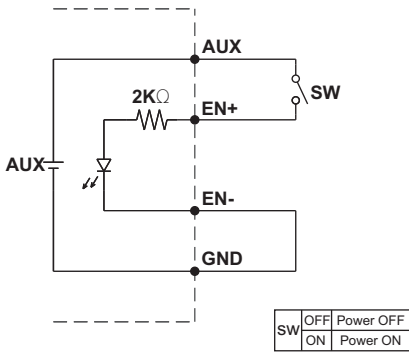 AUX
SW
2KΩ
EN+
AUX
EN-
GND
SW OFF Power OFF
ON Power ON